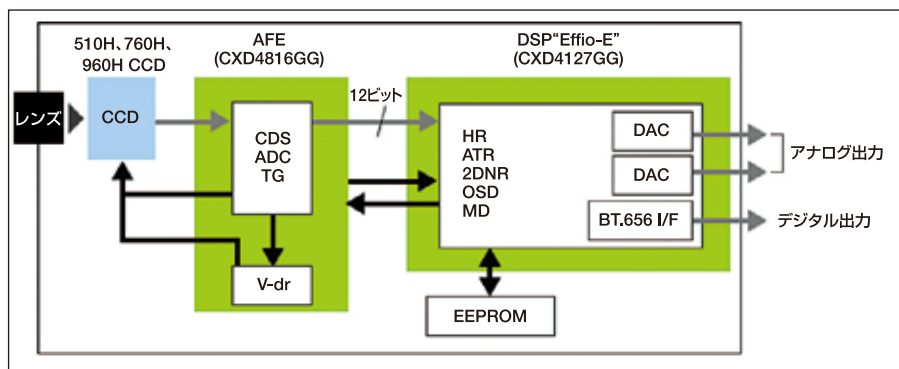 510H、760H、
960H CCD
AFE
(CXD4816GG)
DSP“Effio-E”
(CXD4127GG)
レンズ
CCD
CDS
ADC
TG
V-dr
12ビット
HR
ATR
2DNR
OSD
MD
DAC
DAC
BT.656 I/F
アナログ出力
デジタル出力
EEPROM